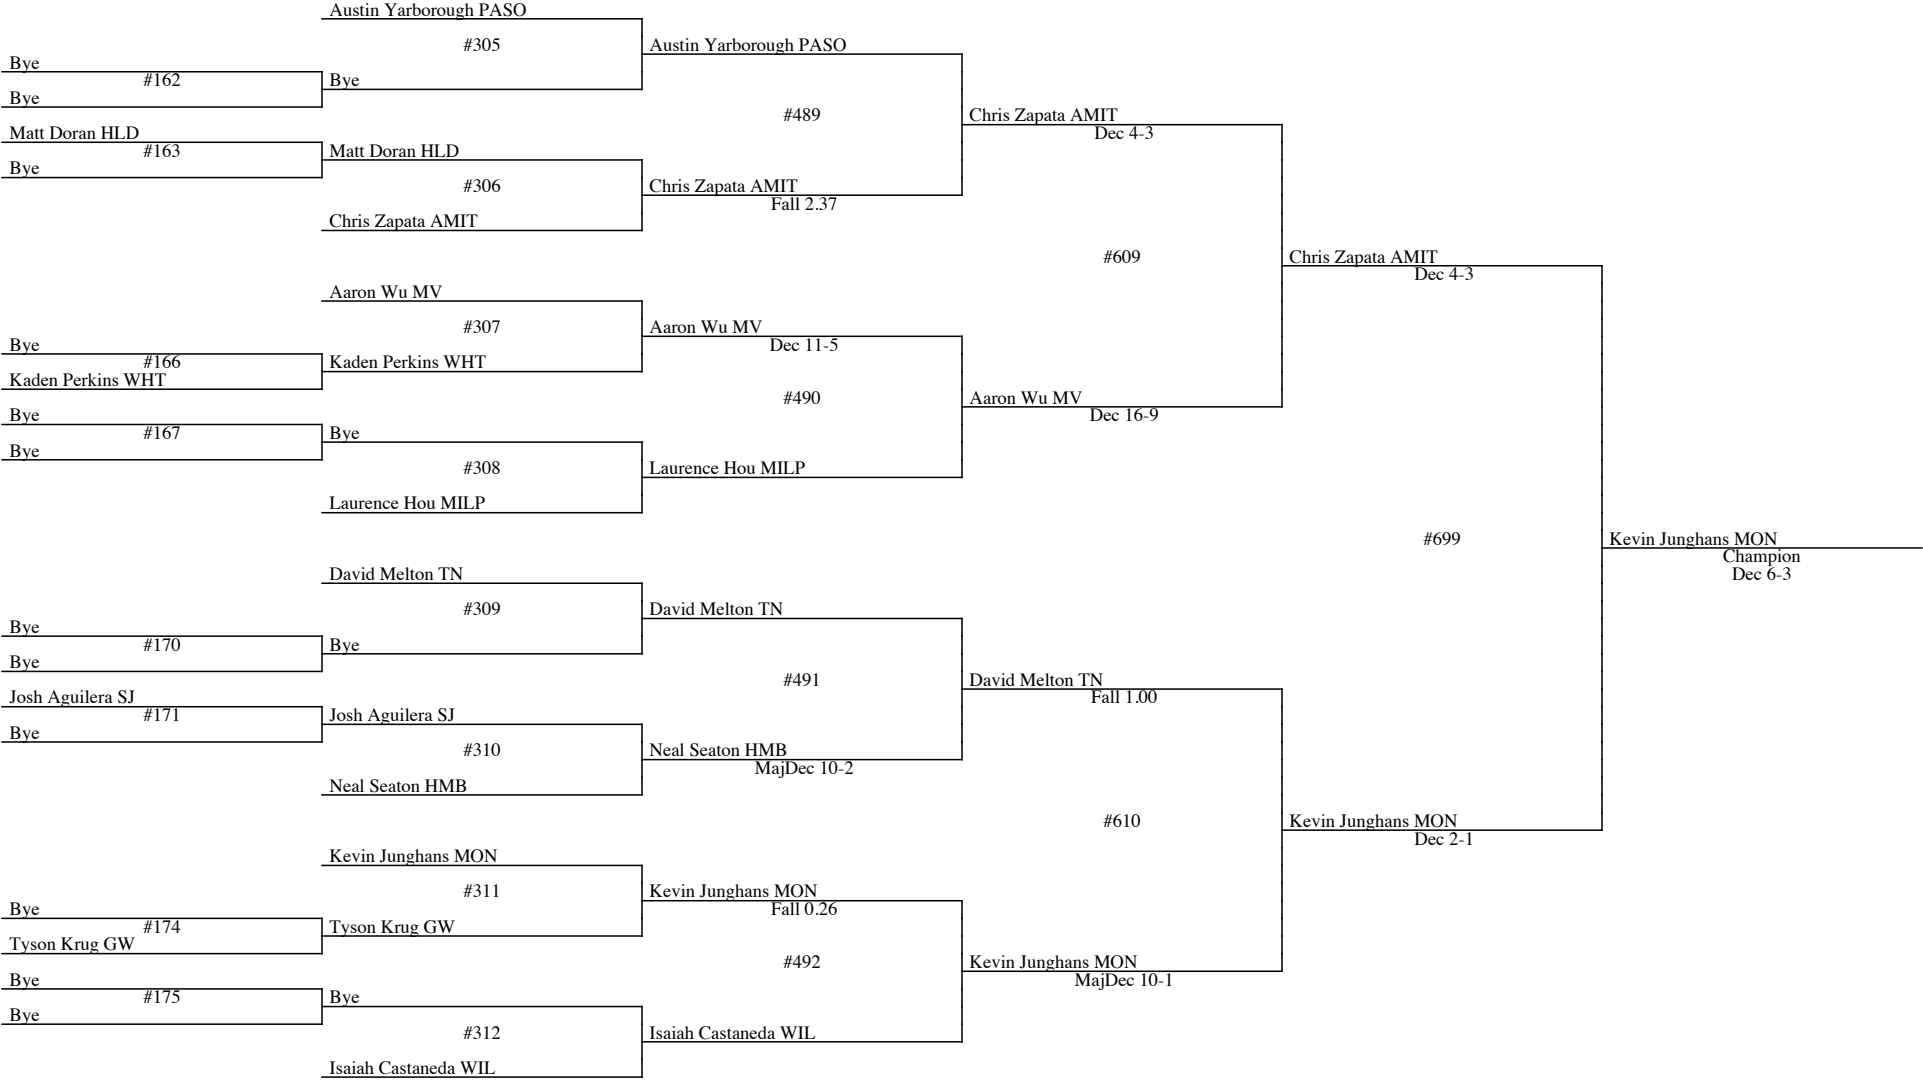 Austin Yarborough PASO
#305
Austin Yarborough PASO
Bye
#162
Bye
Bye
#489
Chris Zapata AMIT
Dec 4-3
Matt Doran HLD
#163
Matt Doran HLD
Bye
#306
Chris Zapata AMIT
Fall 2.37
Chris Zapata AMIT
#609
Chris Zapata AMIT
Dec 4-3
Aaron Wu MV
#307
Aaron Wu MV
Dec 11-5
Bye
#166
Kaden Perkins WHT
Kaden Perkins WHT
#490
Aaron Wu MV
Dec 16-9
Bye
#167
Bye
Bye
#308
Laurence Hou MILP
Laurence Hou MILP
#699
Kevin Junghans MON
Champion
Dec 6-3
David Melton TN
#309
David Melton TN
Bye
#170
Bye
Bye
#491
David Melton TN
Fall 1.00
Josh Aguilera SJ
#171
Josh Aguilera SJ
Bye
#310
Neal Seaton HMB
MajDec 10-2
Neal Seaton HMB
#610
Kevin Junghans MON
Dec 2-1
Kevin Junghans MON
#311
Kevin Junghans MON
Fall 0.26
Bye
#174
Tyson Krug GW
Tyson Krug GW
#492
Kevin Junghans MON
MajDec 10-1
Bye
#175
Bye
Bye
#312
Isaiah Castaneda WIL
Isaiah Castaneda WIL